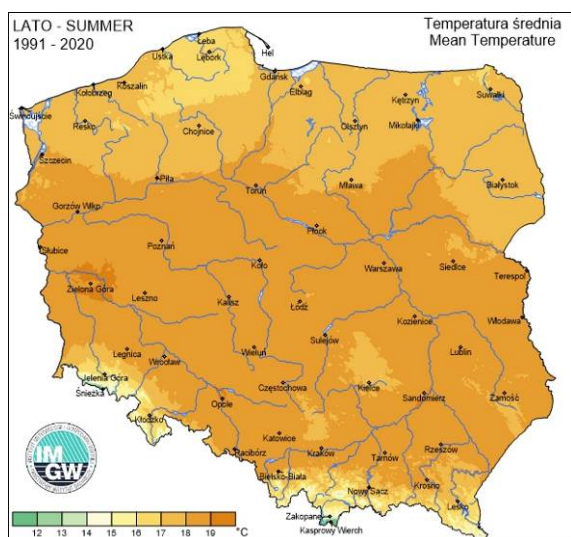 LATO - SUMMER
1991 - 2020
Temperatura średnia
Mean Temperature
Łeba
Hel
Ustka
Lębork
Gdańsk
Koszalin
Kołobrzeg
Elbląg
Kętrzyn
Suwałki
Świnoujście
Resko
Chojnice
Olsztyn
Mikołajki
Szczecin
Piła
Toruń
Mława
Białystok
Gorzów Wlkp.
Płock
Słubice
Poznań
Koło
Warszawa
Siedlce
Terespol
Zielona Góra
Leszno
Kalisz
Łódź
Kozienice
Włodawa
Sulejów
Legnica
Wrocław
Wieluń
Lublin
Jelenia Góra
Śnieżka
Częstochowa
Kielce
Sandomierz
Zamość
Kłodzko
Opole
Katowice
Racibórz
Kraków
Tarnów
Rzeszów
Bielsko-Biała
Nowy Sącz
Krosno
Lesko
Zakopane
Kasprowy Wierch
IM
GW
12 13 14 15 16 17 18 19 °C